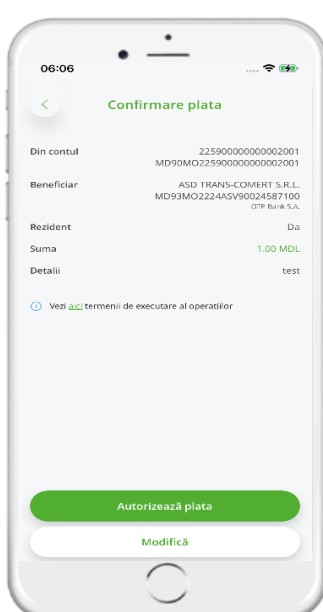 06:06
Confirmare plata
Din contul
225900000000002001
MD90MO225900000000002001
Beneficiar
ASD TRANS-COMERT S.R.L.
MD93MO2224ASV90024587100
OTP Bank S.A.
Rezident
Da
Suma
1.00 MDL
Detalii
test
Vezi aici termenii de executare al operatiilor
Autorizează plata
Modifică